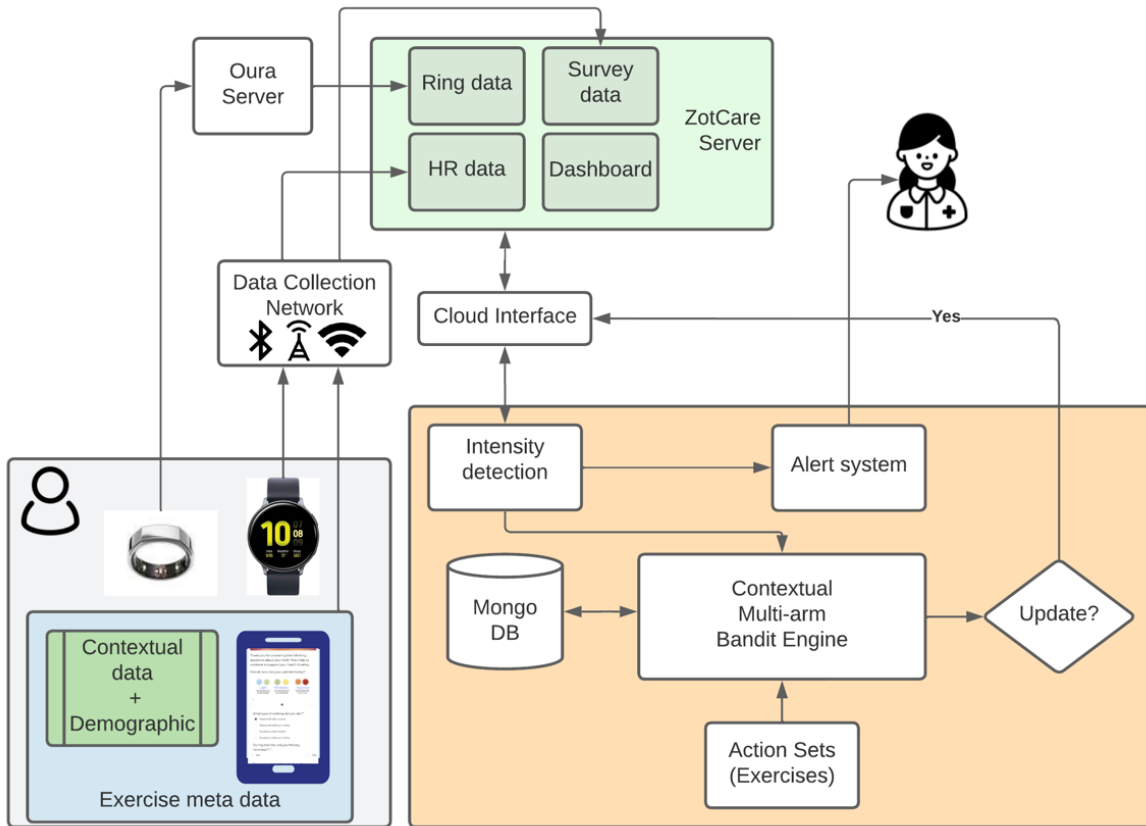 Oura
Server
Ring data
Survey
data
HR data
Dashboard
ZotCare
Server
Data Collection
Network
Cloud Interface
Yes
Intensity
detection
Alert system
Mongo
DB
Contextual
Multi-arm
Bandit Engine
Update?
Action Sets
(Exercises)
10
08
09
Contextual
data
+
Demographic
Exercise meta data